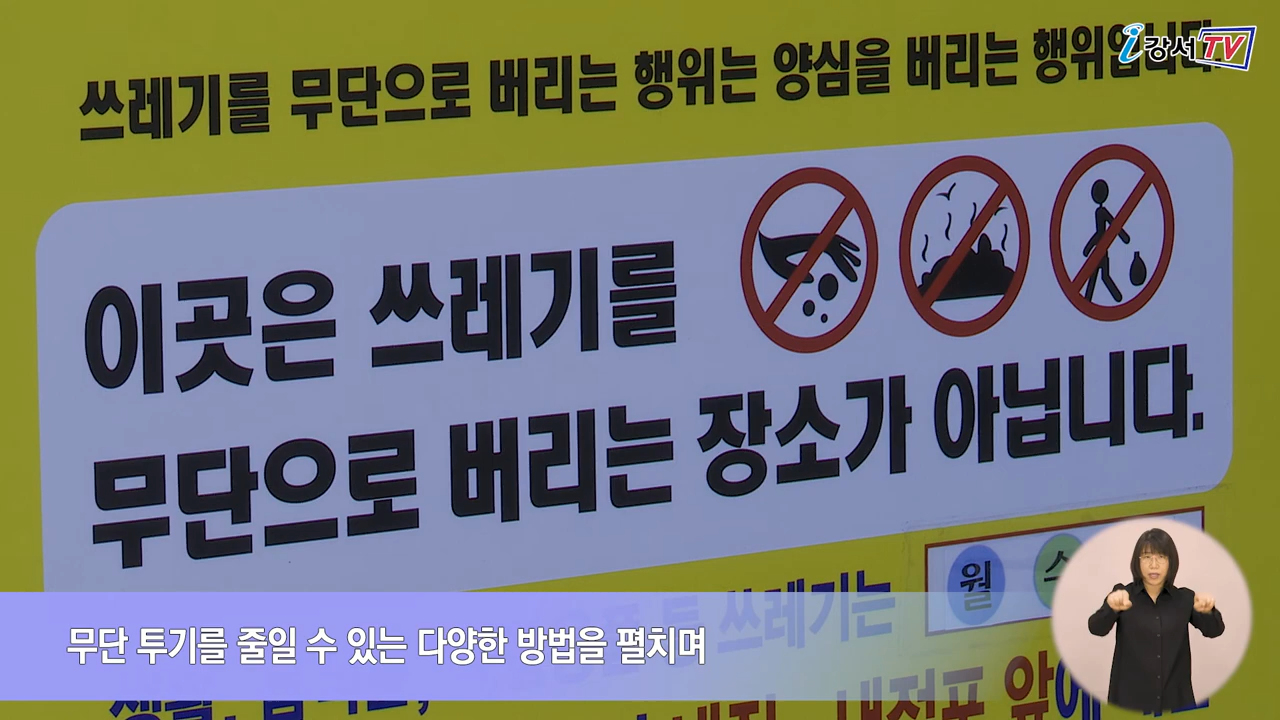 i강서TV
쓰레기를 무단으로 버리는 행위는 양심을 버리는 행위입니다.
이곳은 쓰레기를
무단으로 버리는 장소가 아닙니다.
쓰레기는
월
무단 투기를 줄일 수 있는 다양한 방법을 펼치며
앞에